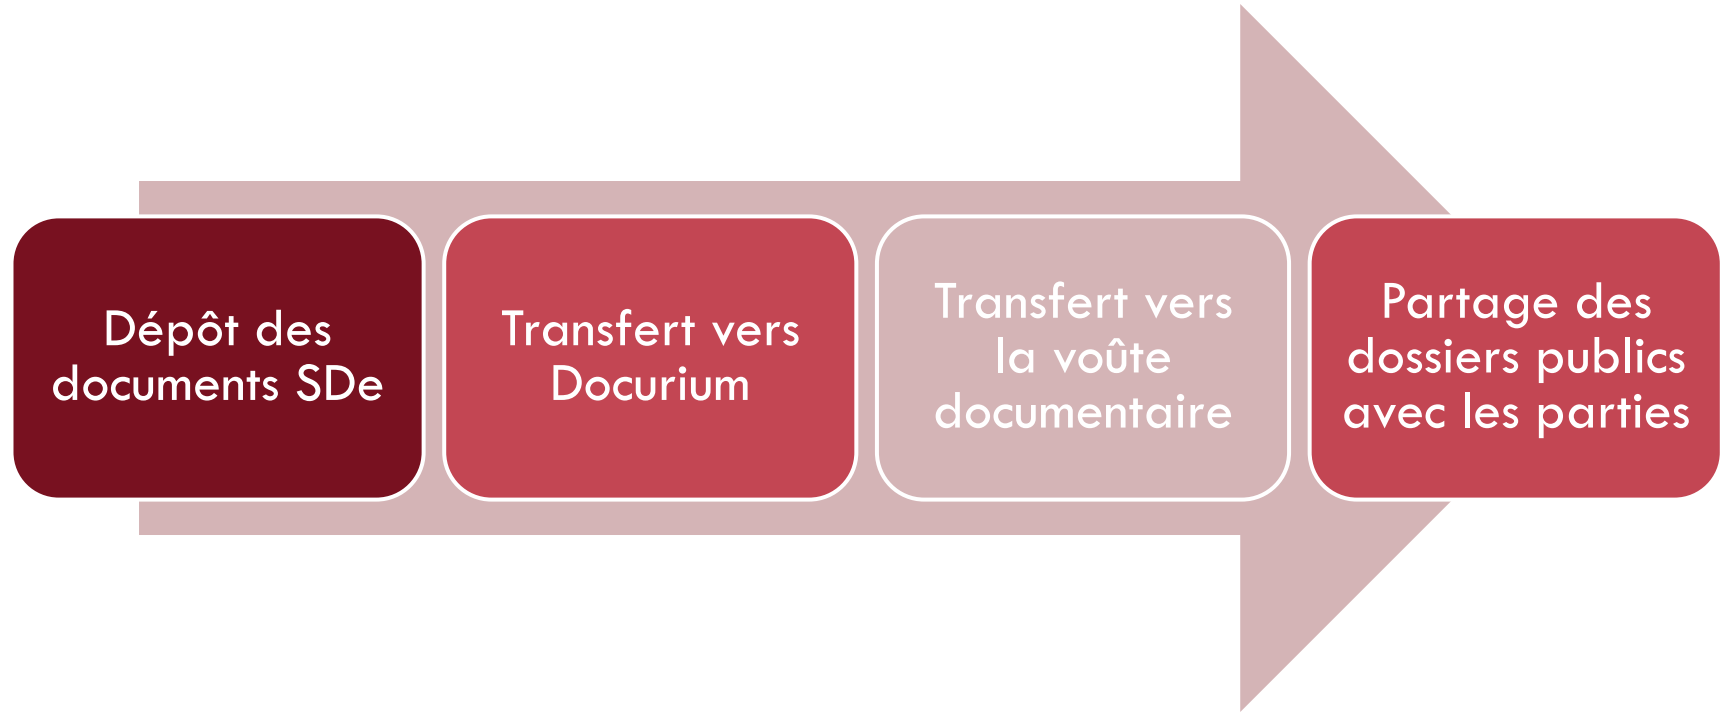 Dépôt des
documents SDe
Transfert vers
Docurium
Transfert vers
la voûte
documentaire
Partage des
dossiers publics
avec les parties